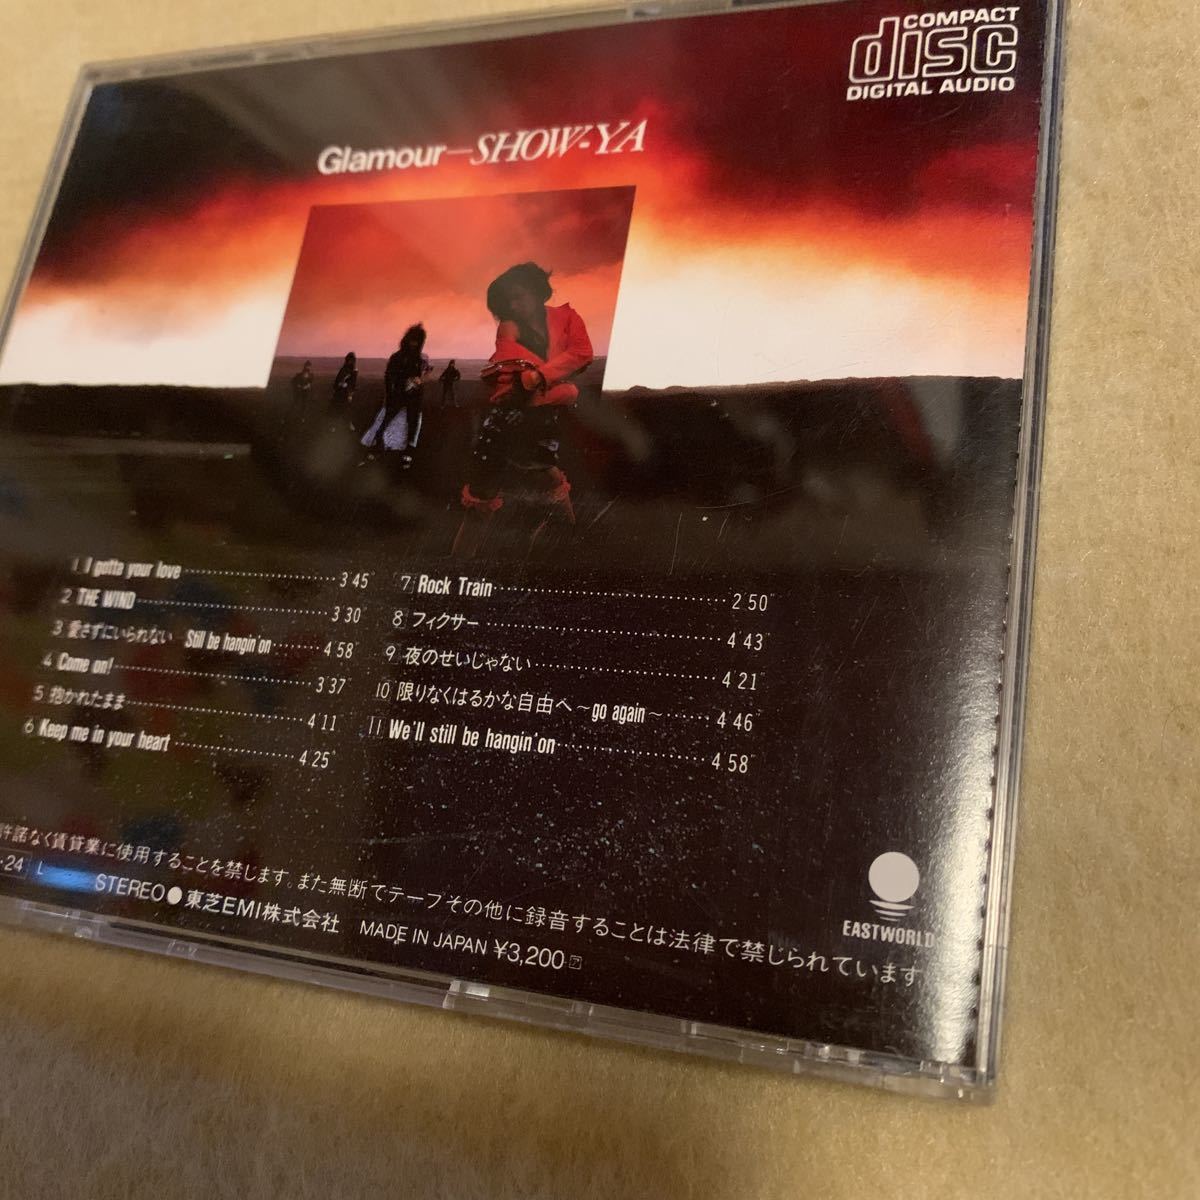 COMPACT
disc
DIGITAL AUDIO
Glamour—SHOW-YA
1 I gotta your love 3'45"
2 THE WIND 3'30"
3 愛さずにいられない Still be hangin'on 4'58"
4 Come on! 3'37"
5 抱かれたまま 4'11"
6 Keep me in your heart 4'25"
7 Rock Train 2'50"
8 フィクサー 4'43"
9 夜のせいじゃない 4'21"
10 限りなくはるかな自由へ〜go again〜 4'46"
11 We'll still be hangin'on 4'58"
許諾なく賃貸業に使用することを禁じます。また無断でテープその他に録音することは法律で禁じられています
24 L STEREO●東芝EMI株式会社 MADE IN JAPAN ¥3,200 ア
EASTWORLD